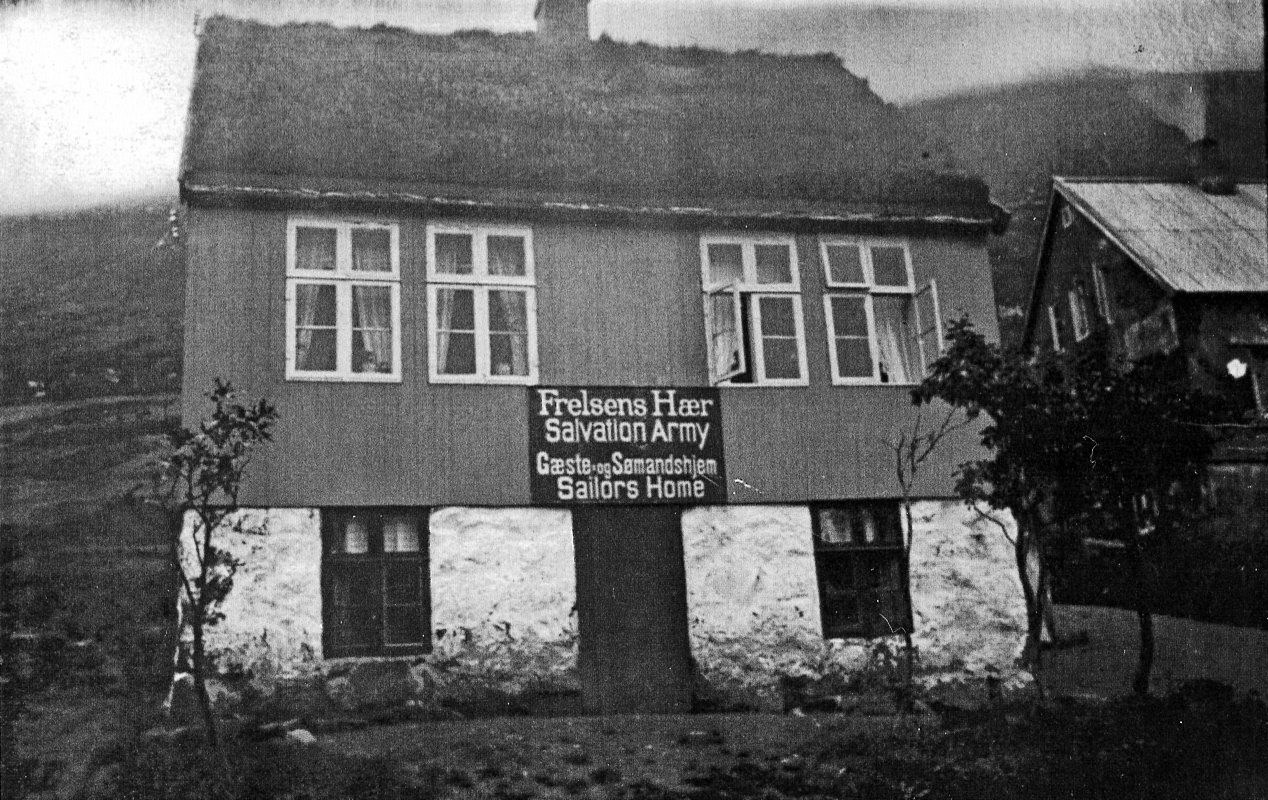 Frelsens Hær
Salvation Army
Gæste-og Sømandshjem
Sailors Home